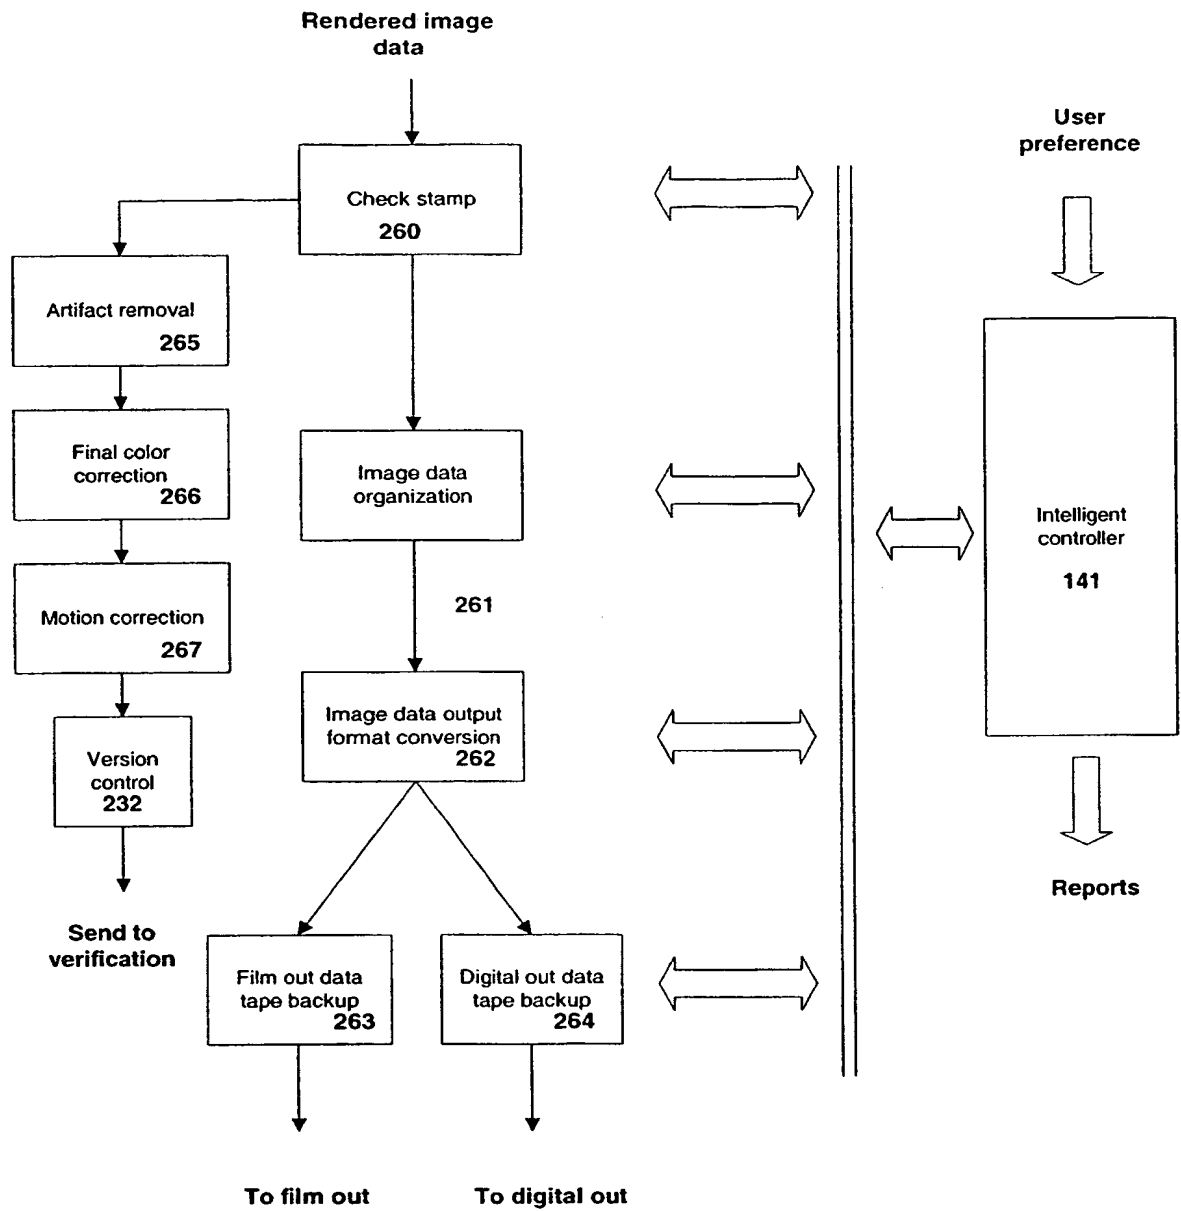 Rendered image
data
User
preference
Check stamp
260
Artifact removal
265
Final color
correction
266
Image data
organization
Intelligent
controller
141
261
Motion correction
267
Image data output
format conversion
262
Version
control
232
Reports
Send to
verification
Film out data
tape backup
263
Digital out data
tape backup
264
To film out
To digital out